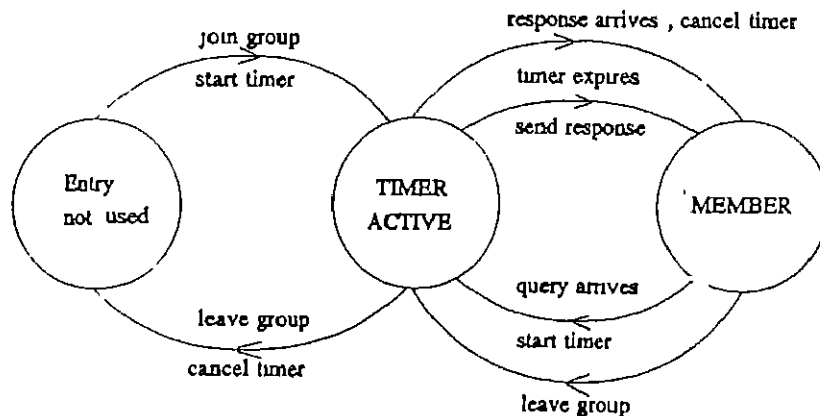 join group
start timer
response arrives , cancel timer
timer expires
send response
Entry
not used
TIMER
ACTIVE
MEMBER
query arrives
start timer
leave group
cancel timer
leave group